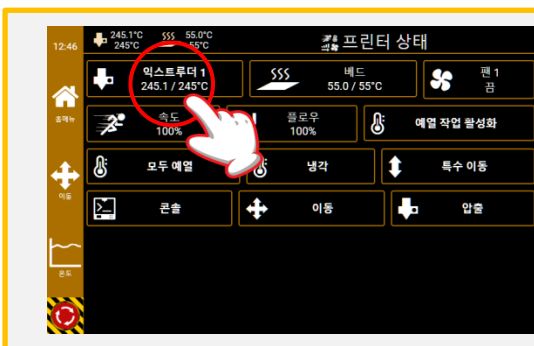 12:46
245.1°C
245°C
55.0°C
55°C
프린터 상태
익스트루더 1
245.1 / 245°C
베드
55.0 / 55°C
팬 1
끔
홈메뉴
속도
100%
플로우
100%
예열 작업 활성화
모두 예열
냉각
특수 이동
이동
콘솔
이동
압출
온도